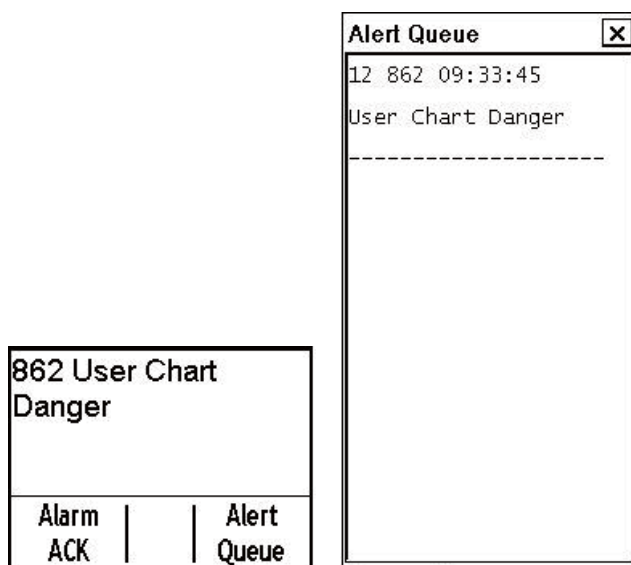 Alert Queue
12 862 09:33:45
User Chart Danger
--------------------
862 User Chart
Danger
Alarm
ACK
Alert
Queue